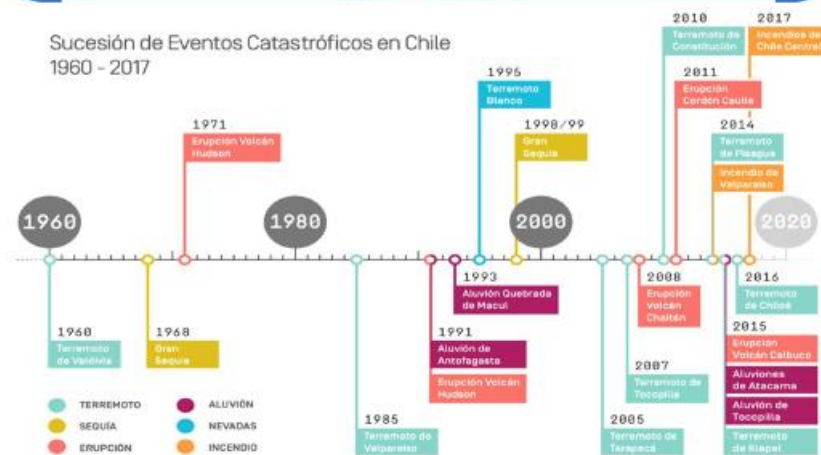 Sucesión de Eventos Catastróficos en Chile
1960 - 2017
2010
Terremoto de
Constitución
2017
Incendios de
Chile Central
1995
Terremoto
Blanco
2011
Erupción
Cordón Caulle
1971
Erupción Volcán
Hudson
1998/99
Gran
Sequía
2014
Terremoto
de Pisagua
Incendio de
Valparaíso
1960
1980
2000
2020
1960
Terremoto
de Valdivia
1968
Gran
Sequía
1993
Aluvión Quebrada
de Macul
1991
Aluvión de
Antofagasta
Erupción Volcán
Hudson
1985
Terremoto de
Valparaíso
2008
Erupción
Volcán
Chaitén
2007
Terremoto de
Tocopilla
2005
Terremoto de
Tarapacá
2016
Terremoto
de Chiloé
2015
Erupción
Volcán Calbuco
Aluviones
de Atacama
Aluvión de
Tocopilla
Terremoto
de Illapel
TERREMOTO
SEQUÍA
ERUPCIÓN
ALUVIÓN
NEVADAS
INCENDIO